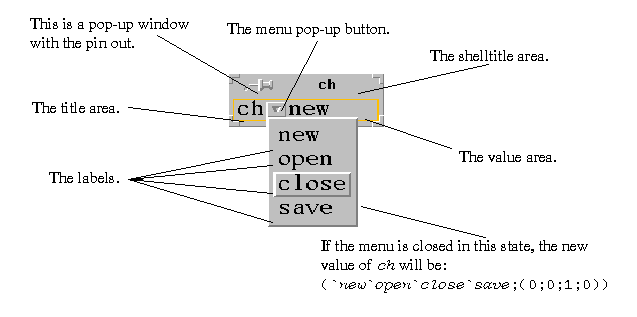 This is a pop-up window
with the pin out.
The menu pop-up button.
The shelltitle area.
ch
The title area.
ch new
new
open
close
save
The value area.
The labels.
If the menu is closed in this state, the new
value of ch will be:
(`new`open`close`save;(0;0;1;0))